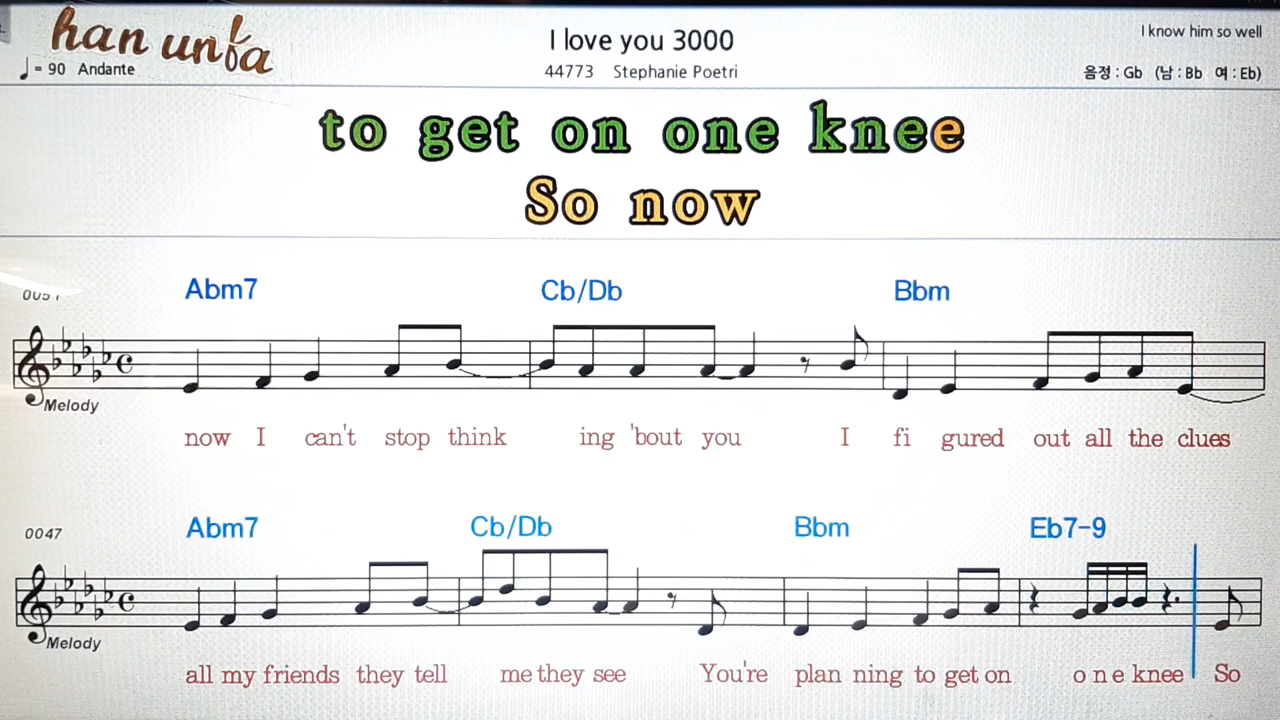 han unfa
♩ = 90 Andante
I love you 3000
44773 Stephanie Poetri
I know him so well
음정 : Gb (남 : Bb 여 : Eb)
to get on one knee
So now
Abm7 Cb/Db Bbm
Melody
now I can't stop think ing 'bout you I fi gured out all the clues
Abm7 Cb/Db Bbm Eb7-9
0047
Melody
all my friends they tell me they see You're plan ning to get on one knee So